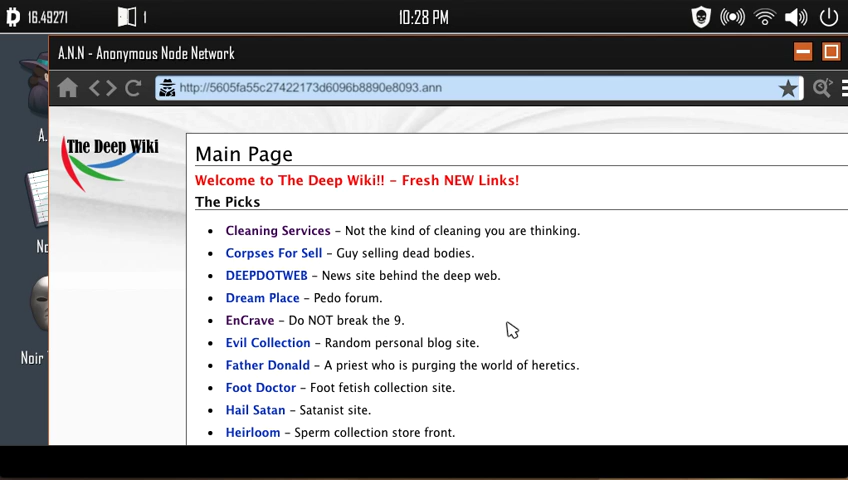 16.49271 1 10:28 PM
A.N.N - Anonymous Node Network
http://5605fa55c27422173d6096b8890e8093.ann
A.
The Deep Wiki
Main Page
Welcome to The Deep Wiki!! - Fresh NEW Links!
The Picks
Cleaning Services - Not the kind of cleaning you are thinking.
Corpses For Sell - Guy selling dead bodies.
DEEPDOTWEB - News site behind the deep web.
No
Dream Place - Pedo forum.
EnCrave - Do NOT break the 9.
Evil Collection - Random personal blog site.
Noir
Father Donald - A priest who is purging the world of heretics.
Foot Doctor - Foot fetish collection site.
Hail Satan - Satanist site.
Heirloom - Sperm collection store front.